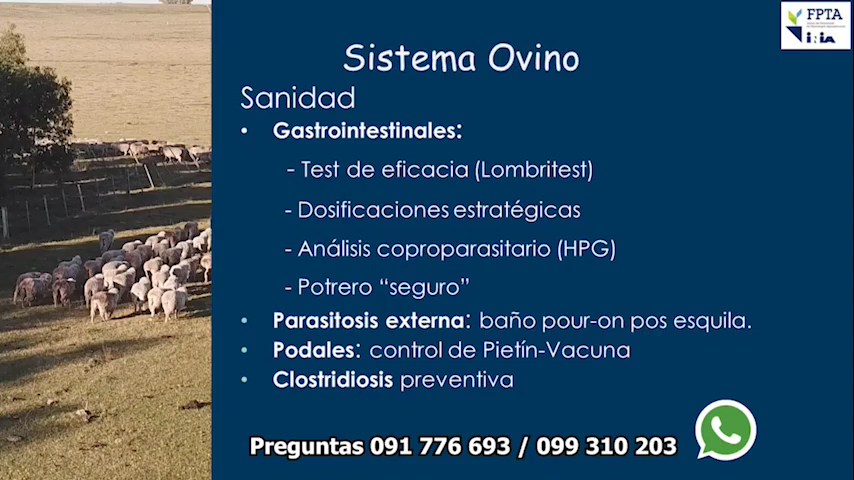 FPTA
INIA
Sistema Ovino
Sanidad
• Gastrointestinales:
- Test de eficacia (Lombritest)
- Dosificaciones estratégicas
- Análisis coproparasitario (HPG)
- Potrero “seguro”
• Parasitosis externa: baño pour-on pos esquila.
• Podales: control de Pietín-Vacuna
• Clostridiosis preventiva
Preguntas 091 776 693 / 099 310 203